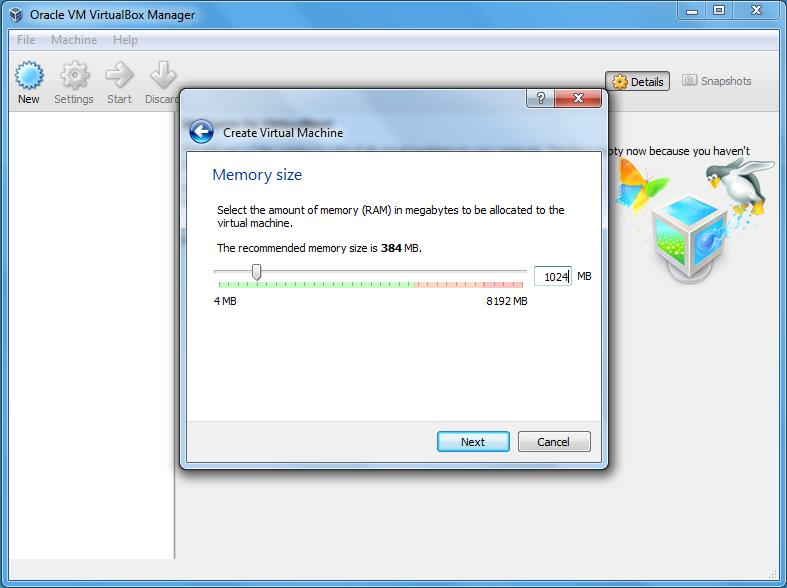 Oracle VM VirtualBox Manager
File Machine Help
New Settings Start Discard
Details Snapshots
Create Virtual Machine
pty now because you haven't
Memory size
Select the amount of memory (RAM) in megabytes to be allocated to the
virtual machine.
The recommended memory size is 384 MB.
1024 MB
4 MB 8192 MB
Next Cancel